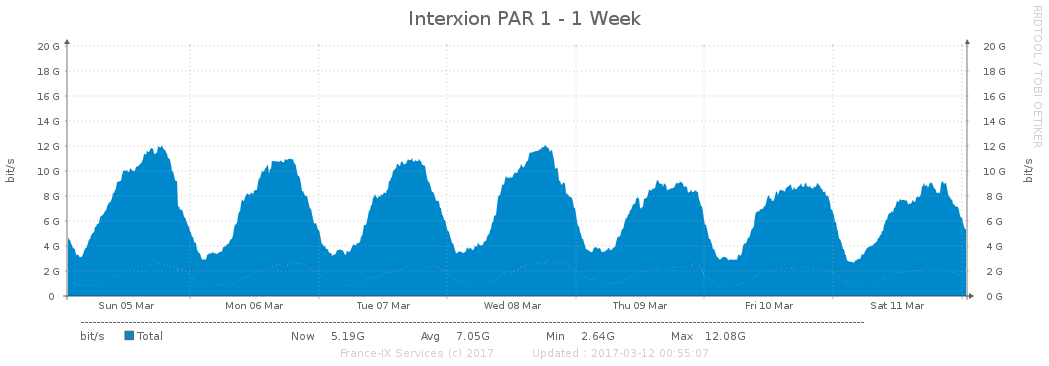 Interxion PAR 1 - 1 Week
RRDTOOL / TOBI OETIKER
20 G 20 G
18 G 18 G
16 G 16 G
14 G 14 G
12 G 12 G
10 G 10 G
8 G 8 G
6 G 6 G
4 G 4 G
2 G 2 G
0 0 G
bit/s bit/s
Sun 05 Mar Mon 06 Mar Tue 07 Mar Wed 08 Mar Thu 09 Mar Fri 10 Mar Sat 11 Mar
bit/s Total Now 5.19G Avg 7.05G Min 2.64G Max 12.08G
France-IX Services (c) 2017 Updated : 2017-03-12 00:55:07